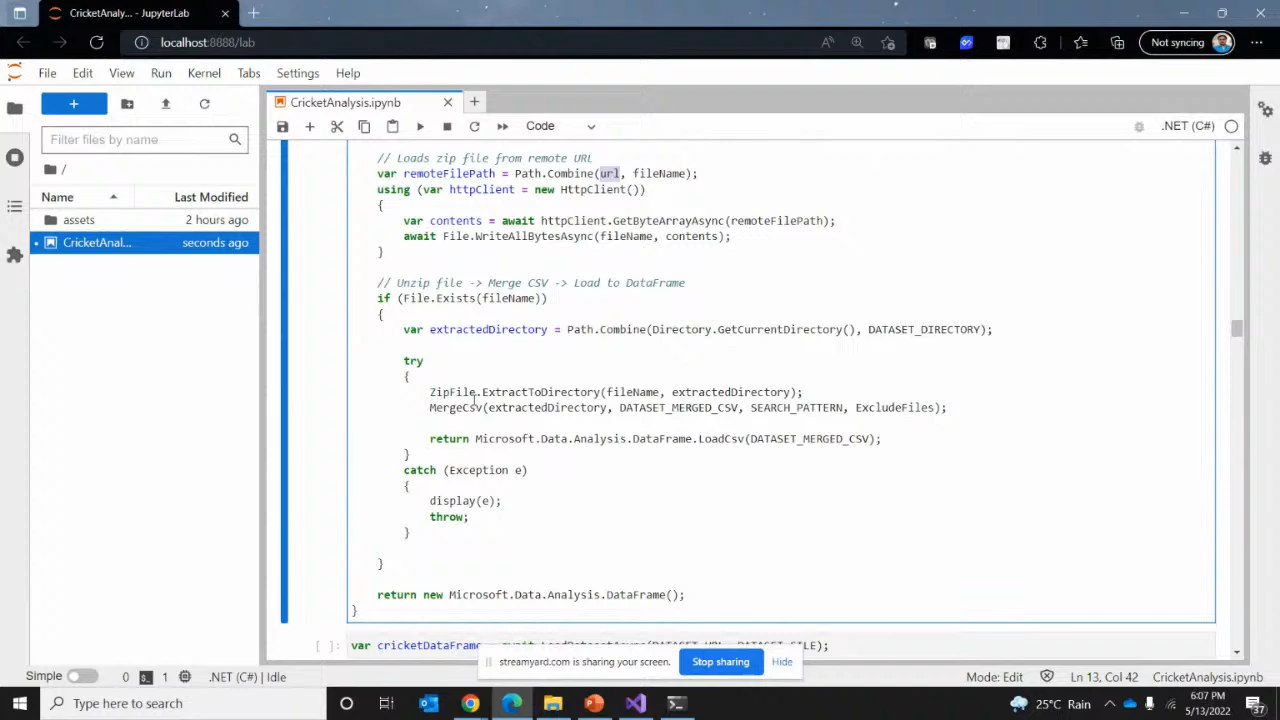 CricketAnaly... - JupyterLab
localhost:8888/lab
Not syncing
File Edit View Run Kernel Tabs Settings Help
CricketAnalysis.ipynb
Filter files by name
Code
.NET (C#)
/
Name Last Modified
assets 2 hours ago
CricketAnal... seconds ago
// Loads zip file from remote URL
var remoteFilePath = Path.Combine(url, fileName);
using (var httpClient = new HttpClient())
{
var contents = await httpClient.GetByteArrayAsync(remoteFilePath);
await File.WriteAllBytesAsync(fileName, contents);
}
// Unzip file -> Merge CSV -> Load to DataFrame
if (File.Exists(fileName))
{
var extractedDirectory = Path.Combine(Directory.GetCurrentDirectory(), DATASET_DIRECTORY);
try
{
ZipFile.ExtractToDirectory(fileName, extractedDirectory);
MergeCsv(extractedDirectory, DATASET_MERGED_CSV, SEARCH_PATTERN, ExcludeFiles);
return Microsoft.Data.Analysis.DataFrame.LoadCsv(DATASET_MERGED_CSV);
}
catch (Exception e)
{
display(e);
throw;
}
}
return new Microsoft.Data.Analysis.DataFrame();
}
[ ]: var cricketDataFrame
streamyard.com is sharing your screen. Stop sharing Hide
Simple 0 1 .NET (C#) | Idle
Mode: Edit Ln 13, Col 42 CricketAnalysis.ipynb
Type here to search
25°C Rain
6:07 PM
5/13/2022
37